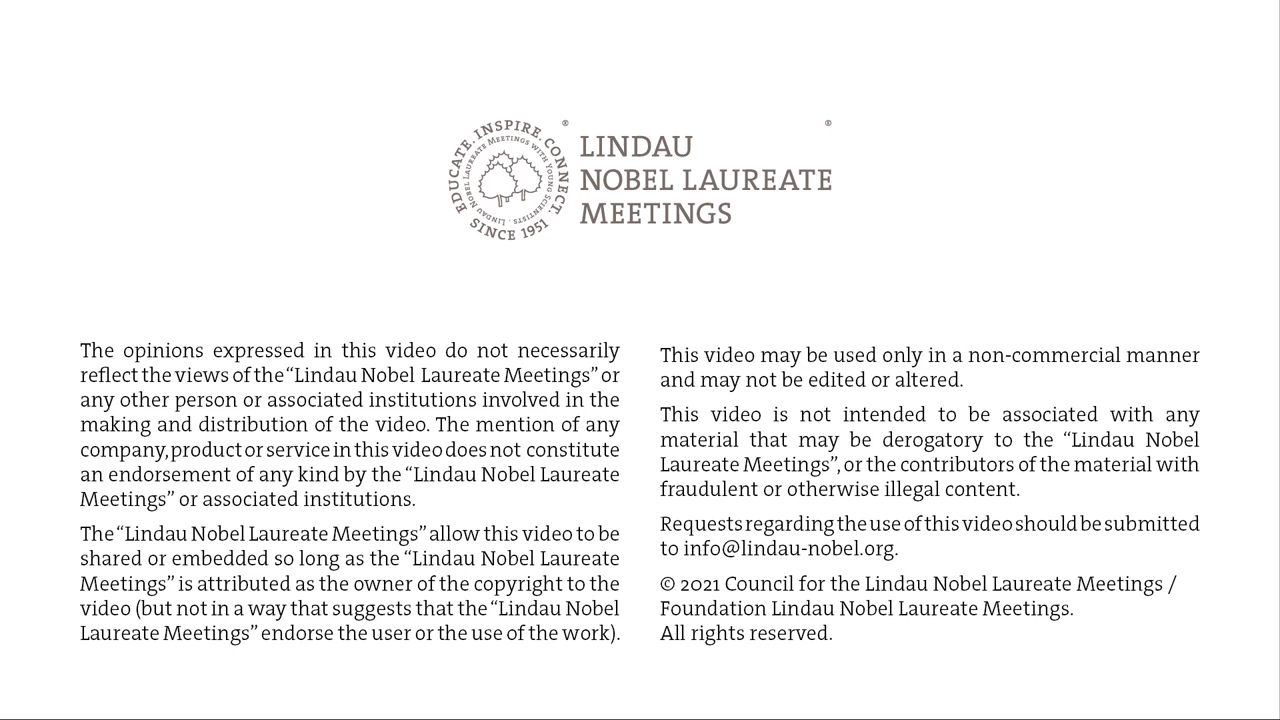 EDUCATE. INSPIRE. CONNECT.
LINDAU NOBEL LAUREATE MEETINGS WITH YOUNG SCIENTISTS ·
SINCE 1951
®
®
LINDAU
NOBEL LAUREATE
MEETINGS
The opinions expressed in this video do not necessarily
reflect the views of the “Lindau Nobel Laureate Meetings” or
any other person or associated institutions involved in the
making and distribution of the video. The mention of any
company, product or service in this video does not constitute
an endorsement of any kind by the “Lindau Nobel Laureate
Meetings” or associated institutions.
The “Lindau Nobel Laureate Meetings” allow this video to be
shared or embedded so long as the “Lindau Nobel Laureate
Meetings” is attributed as the owner of the copyright to the
video (but not in a way that suggests that the “Lindau Nobel
Laureate Meetings” endorse the user or the use of the work).
This video may be used only in a non-commercial manner
and may not be edited or altered.
This video is not intended to be associated with any
material that may be derogatory to the “Lindau Nobel
Laureate Meetings”, or the contributors of the material with
fraudulent or otherwise illegal content.
Requests regarding the use of this video should be submitted
to info@lindau-nobel.org.
© 2021 Council for the Lindau Nobel Laureate Meetings /
Foundation Lindau Nobel Laureate Meetings.
All rights reserved.